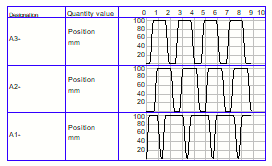 Designation Quantity value 0 1 2 3 4 5 6 7 8 9 10
A3- Position mm 100 80 60 40 20
A2- Position mm 100 80 60 40 20
A1- Position mm 100 80 60 40 20